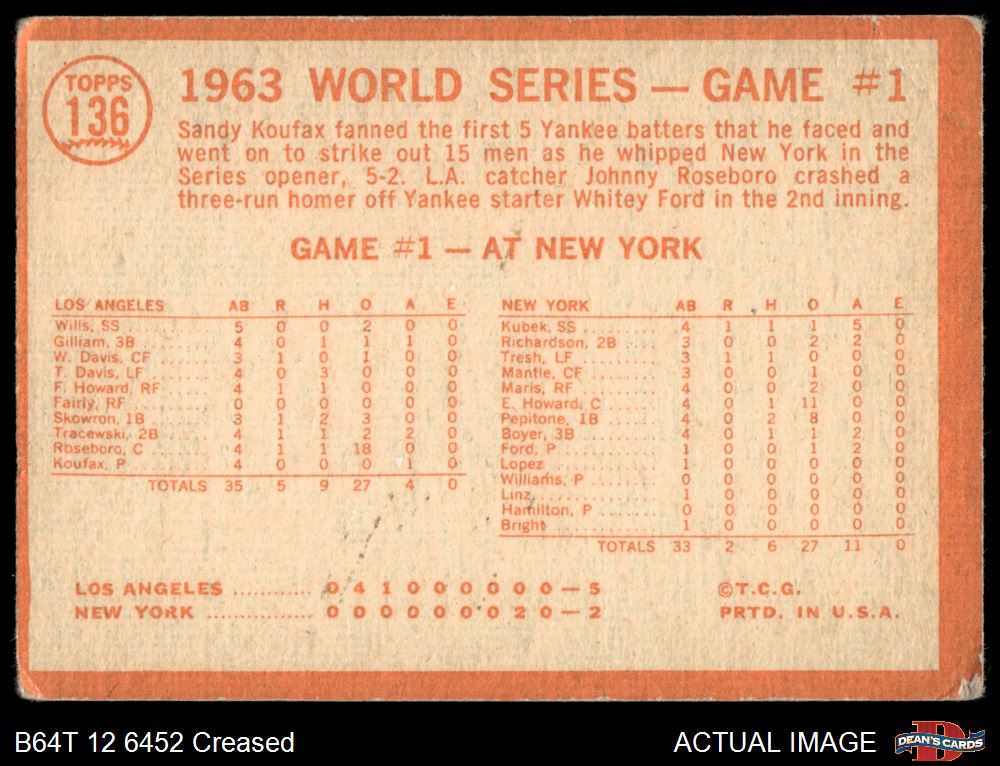 TOPPS
136
1963 WORLD SERIES — GAME #1
Sandy Koufax fanned the first 5 Yankee batters that he faced and
went on to strike out 15 men as he whipped New York in the
Series opener, 5-2. L.A. catcher Johnny Roseboro crashed a
three-run homer off Yankee starter Whitey Ford in the 2nd inning.
GAME #1 — AT NEW YORK
LOS ANGELES AB R H O A E
Wills, SS 5 0 0 2 0 0
Gilliam, 3B 4 0 1 1 1 0
W. Davis, CF 3 1 0 1 0 0
T. Davis, LF 4 0 3 0 0 0
F. Howard, RF 4 1 1 0 0 0
Fairly, RF 0 0 0 0 0 0
Skowron, 1B 3 1 2 3 0 0
Tracewski, 2B 4 1 1 2 2 0
Roseboro, C 4 1 1 18 0 0
Koufax, P 4 0 0 0 1 0
TOTALS 35 5 9 27 4 0
NEW YORK AB R H O A E
Kubek, SS 4 1 1 1 5 0
Richardson, 2B 3 0 0 2 2 0
Tresh, LF 3 1 1 0 0 0
Mantle, CF 3 0 0 1 0 0
Maris, RF 4 0 0 2 0 0
E. Howard, C 4 0 1 11 0 0
Pepitone, 1B 4 0 2 8 0 0
Boyer, 3B 4 0 1 1 2 0
Ford, P 1 0 0 1 2 0
Lopez 1 0 0 0 0 0
Williams, P 0 0 0 0 0 0
Linz 1 0 0 0 0 0
Hamilton, P 0 0 0 0 0 0
Bright 1 0 0 0 0 0
TOTALS 33 2 6 27 11 0
LOS ANGELES ............ 0 4 1 0 0 0 0 0 0 — 5
NEW YORK ................ 0 0 0 0 0 0 0 2 0 — 2
©T.C.G.
PRTD. IN U.S.A.
B64T 12 6452 Creased
ACTUAL IMAGE
DEAN'S CARDS